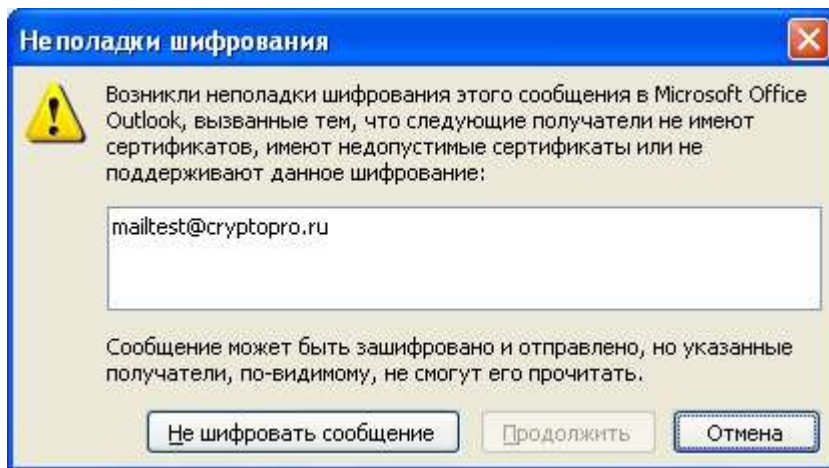 Неполадки шифрования
Возникли неполадки шифрования этого сообщения в Microsoft Office
Outlook, вызванные тем, что следующие получатели не имеют
сертификатов, имеют недопустимые сертификаты или не
поддерживают данное шифрование:
mailtest@cryptopro.ru
Сообщение может быть зашифровано и отправлено, но указанные
получатели, по-видимому, не смогут его прочитать.
Не шифровать сообщение Продолжить Отмена